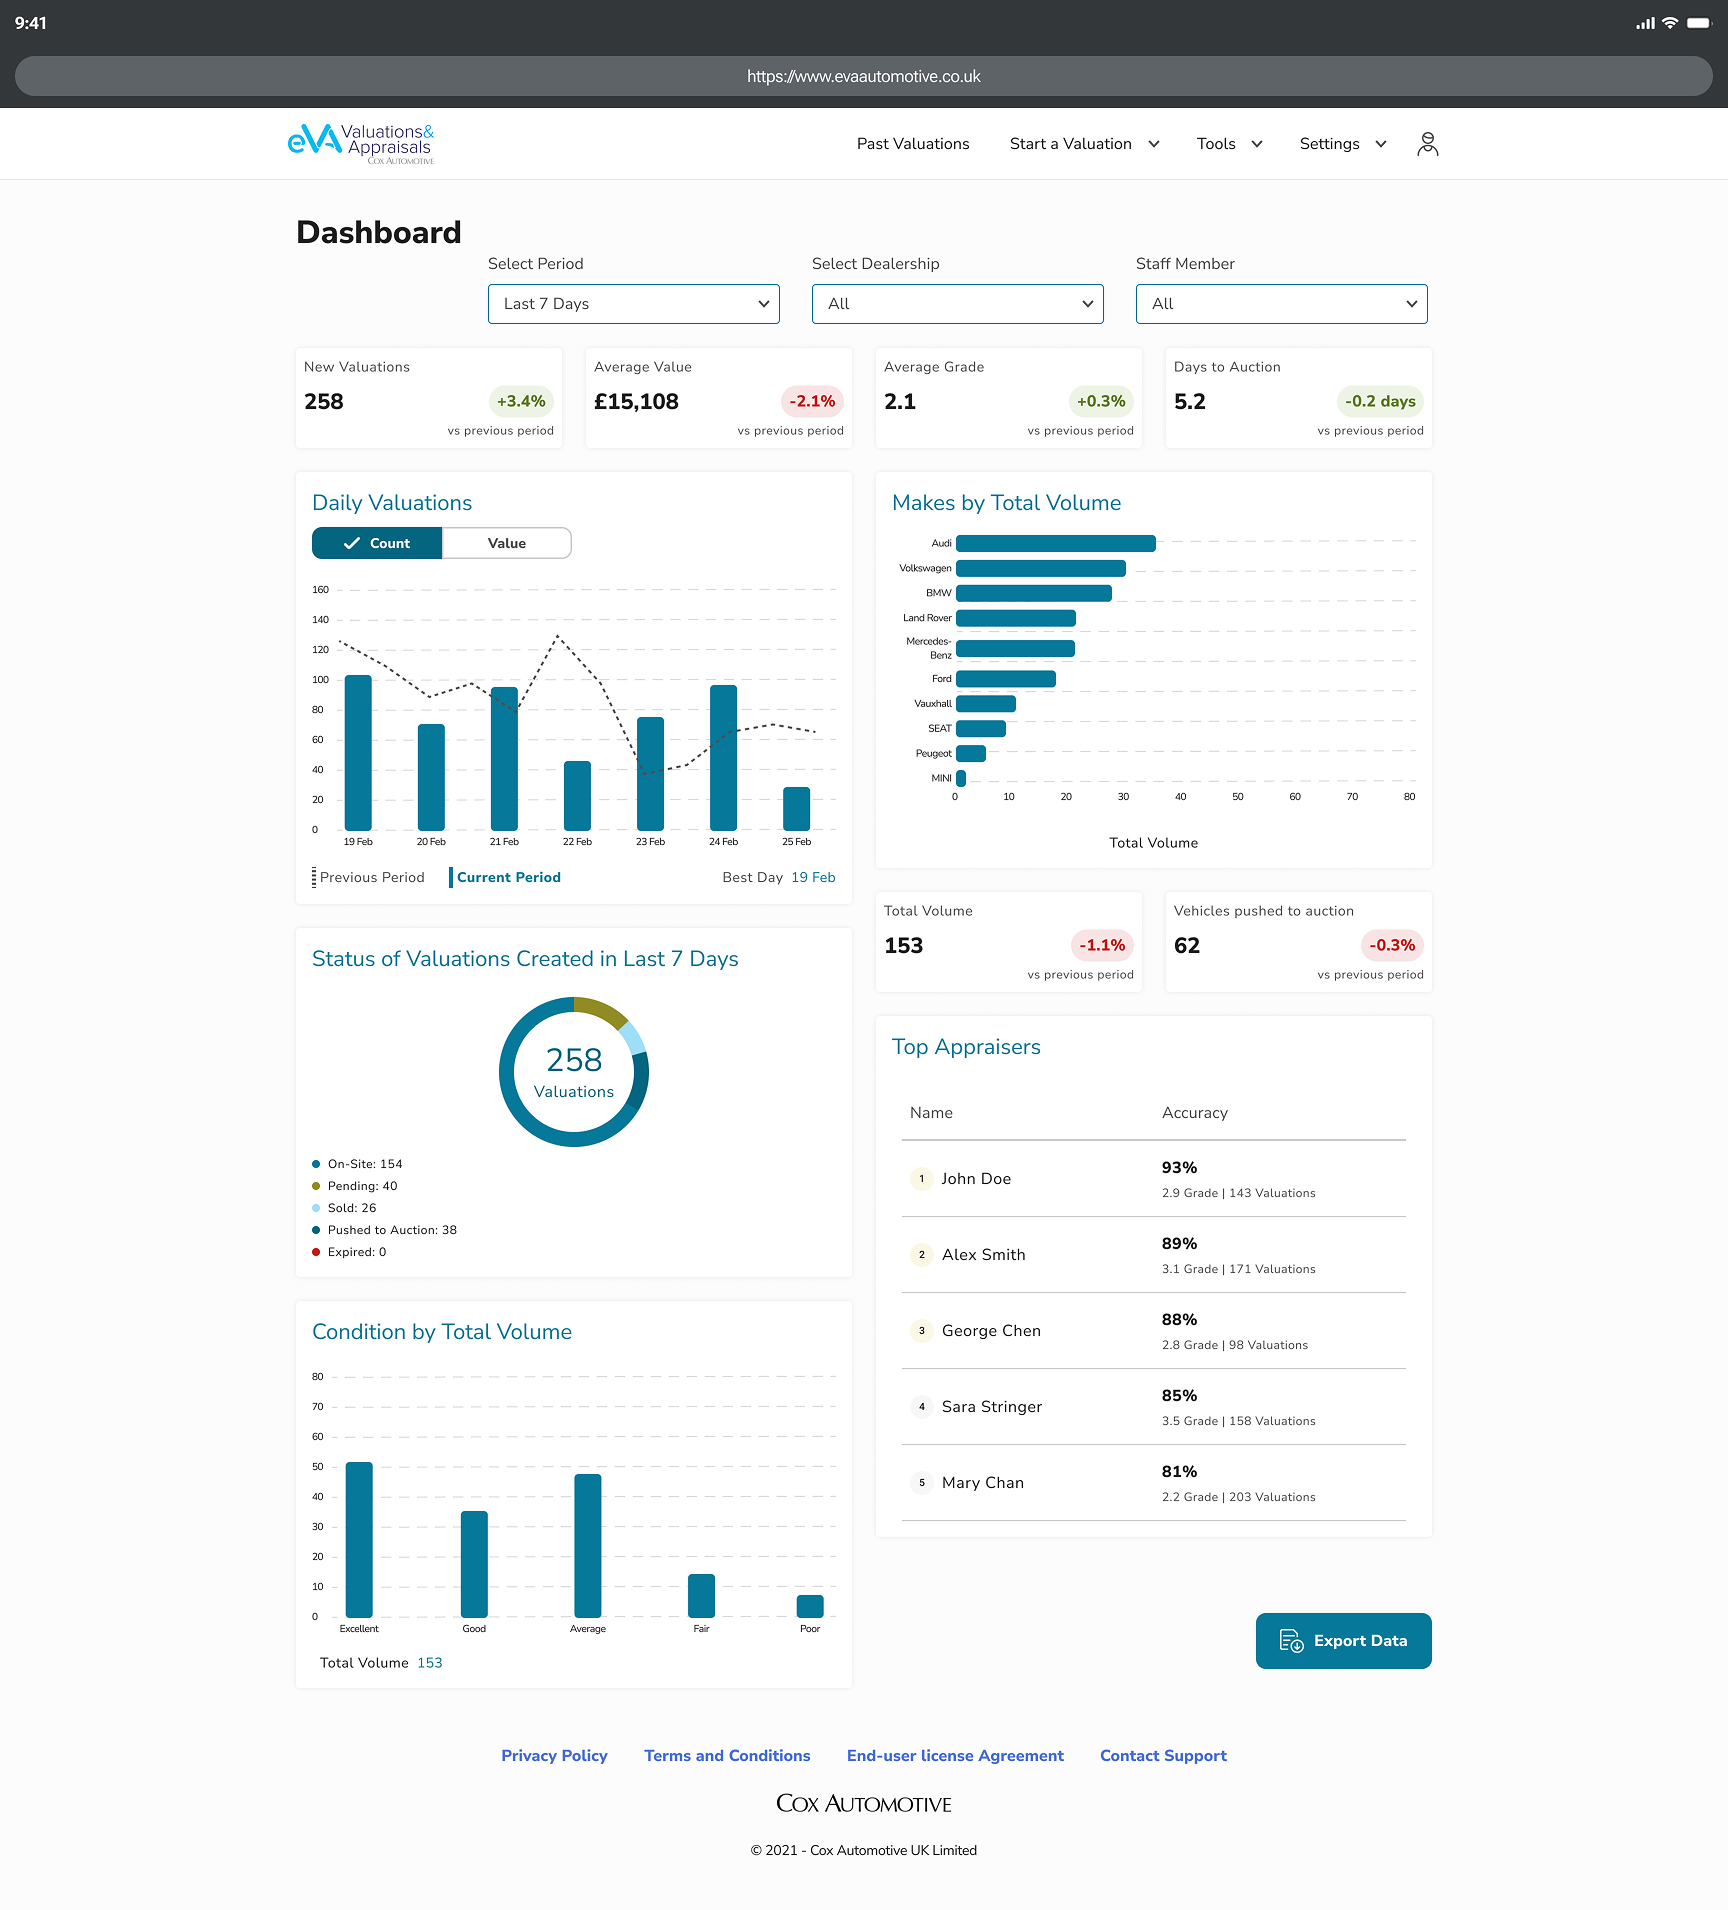 9:41
https://www.evaautomotive.co.uk
eVA Valuations&
Appraisals
COX AUTOMOTIVE
Past Valuations
Start a Valuation
Tools
Settings
Dashboard
Select Period
Select Dealership
Staff Member
Last 7 Days
All
All
New Valuations
258
+3.4%
vs previous period
Average Value
£15,108
-2.1%
vs previous period
Average Grade
2.1
+0.3%
vs previous period
Days to Auction
5.2
-0.2 days
vs previous period
Daily Valuations
Count
Value
160
140
120
100
80
60
40
20
0
19 Feb
20 Feb
21 Feb
22 Feb
23 Feb
24 Feb
25 Feb
Previous Period
Current Period
Best Day 19 Feb
Makes by Total Volume
Audi
Volkswagen
BMW
Land Rover
Mercedes-
Benz
Ford
Vauxhall
SEAT
Peugeot
MINI
0
10
20
30
40
50
60
70
80
Total Volume
Total Volume
153
-1.1%
vs previous period
Vehicles pushed to auction
62
-0.3%
vs previous period
Status of Valuations Created in Last 7 Days
258
Valuations
On-Site: 154
Pending: 40
Sold: 26
Pushed to Auction: 38
Expired: 0
Top Appraisers
Name
Accuracy
1
John Doe
93%
2.9 Grade | 143 Valuations
2
Alex Smith
89%
3.1 Grade | 171 Valuations
3
George Chen
88%
2.8 Grade | 98 Valuations
4
Sara Stringer
85%
3.5 Grade | 158 Valuations
5
Mary Chan
81%
2.2 Grade | 203 Valuations
Condition by Total Volume
80
70
60
50
40
30
20
10
0
Excellent
Good
Average
Fair
Poor
Total Volume 153
Export Data
Privacy Policy
Terms and Conditions
End-user license Agreement
Contact Support
COX AUTOMOTIVE
© 2021 - Cox Automotive UK Limited